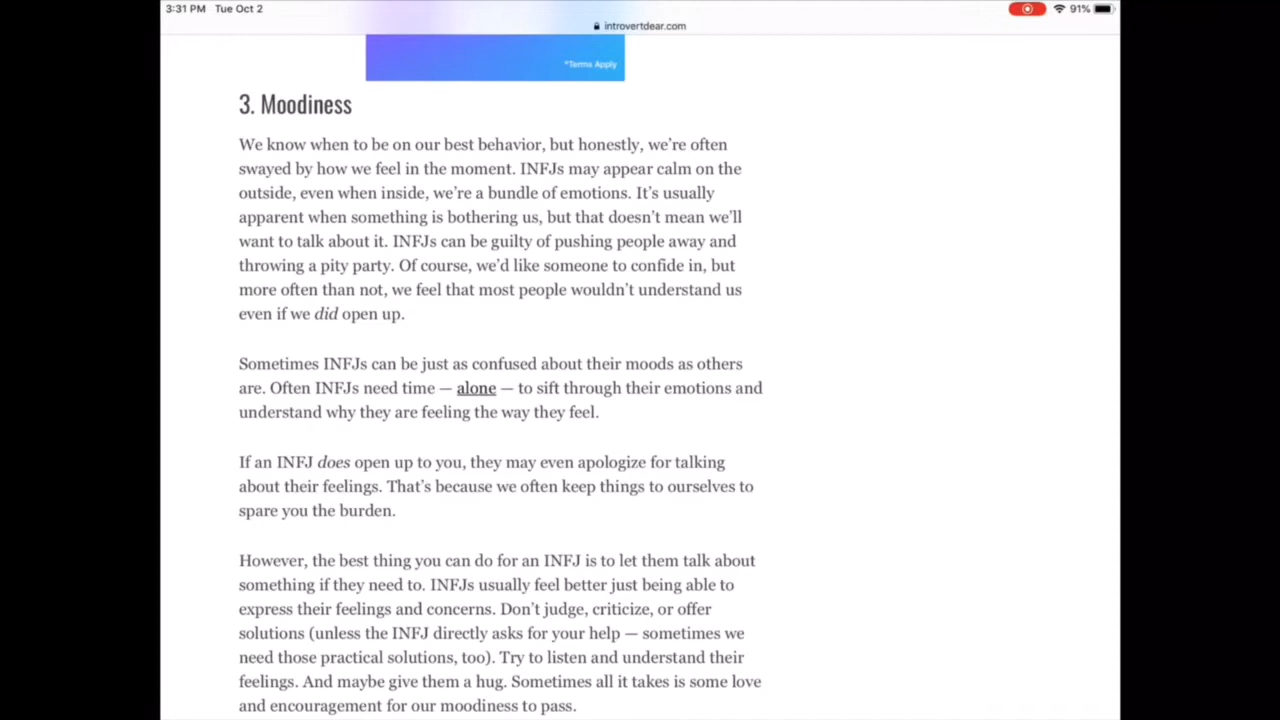 3:31 PM Tue Oct 2
91%
introvertdear.com
*Terms Apply
3. Moodiness
We know when to be on our best behavior, but honestly, we’re often
swayed by how we feel in the moment. INFJs may appear calm on the
outside, even when inside, we’re a bundle of emotions. It’s usually
apparent when something is bothering us, but that doesn’t mean we’ll
want to talk about it. INFJs can be guilty of pushing people away and
throwing a pity party. Of course, we’d like someone to confide in, but
more often than not, we feel that most people wouldn’t understand us
even if we did open up.
Sometimes INFJs can be just as confused about their moods as others
are. Often INFJs need time — alone — to sift through their emotions and
understand why they are feeling the way they feel.
If an INFJ does open up to you, they may even apologize for talking
about their feelings. That’s because we often keep things to ourselves to
spare you the burden.
However, the best thing you can do for an INFJ is to let them talk about
something if they need to. INFJs usually feel better just being able to
express their feelings and concerns. Don’t judge, criticize, or offer
solutions (unless the INFJ directly asks for your help — sometimes we
need those practical solutions, too). Try to listen and understand their
feelings. And maybe give them a hug. Sometimes all it takes is some love
and encouragement for our moodiness to pass.